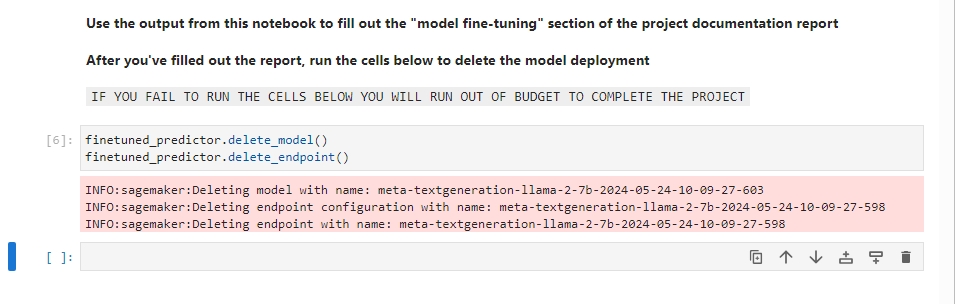 Use the output from this notebook to fill out the "model fine-tuning" section of the project documentation report
After you've filled out the report, run the cells below to delete the model deployment
IF YOU FAIL TO RUN THE CELLS BELOW YOU WILL RUN OUT OF BUDGET TO COMPLETE THE PROJECT
[6]: finetuned_predictor.delete_model()
finetuned_predictor.delete_endpoint()
INFO:sagemaker:Deleting model with name: meta-textgeneration-llama-2-7b-2024-05-24-10-09-27-603
INFO:sagemaker:Deleting endpoint configuration with name: meta-textgeneration-llama-2-7b-2024-05-24-10-09-27-598
INFO:sagemaker:Deleting endpoint with name: meta-textgeneration-llama-2-7b-2024-05-24-10-09-27-598
[ ]: